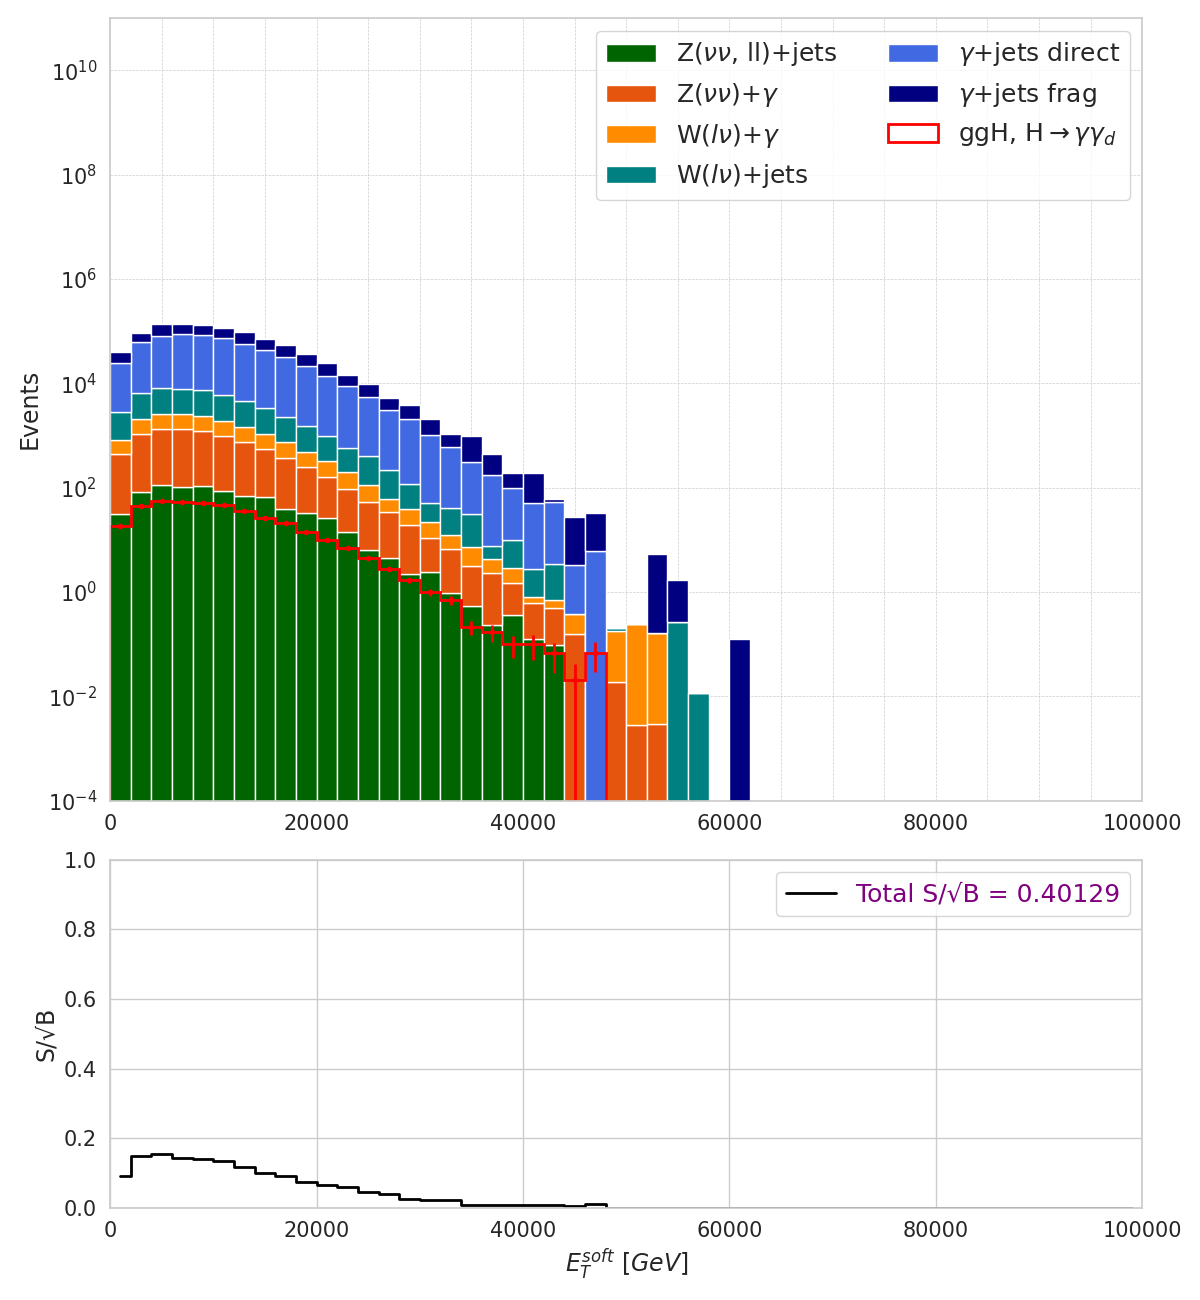 Z(νν, ll)+jets
Z(νν)+γ
W(lν)+γ
W(lν)+jets
γ+jets direct
γ+jets frag
ggH, H→γγ_d
Events
10^10
10^8
10^6
10^4
10^2
10^0
10^−2
10^−4
0 20000 40000 60000 80000 100000
Total S/√B = 0.40129
S/√B
1.0
0.8
0.6
0.4
0.2
0.0
0 20000 40000 60000 80000 100000
E_T^soft [GeV]